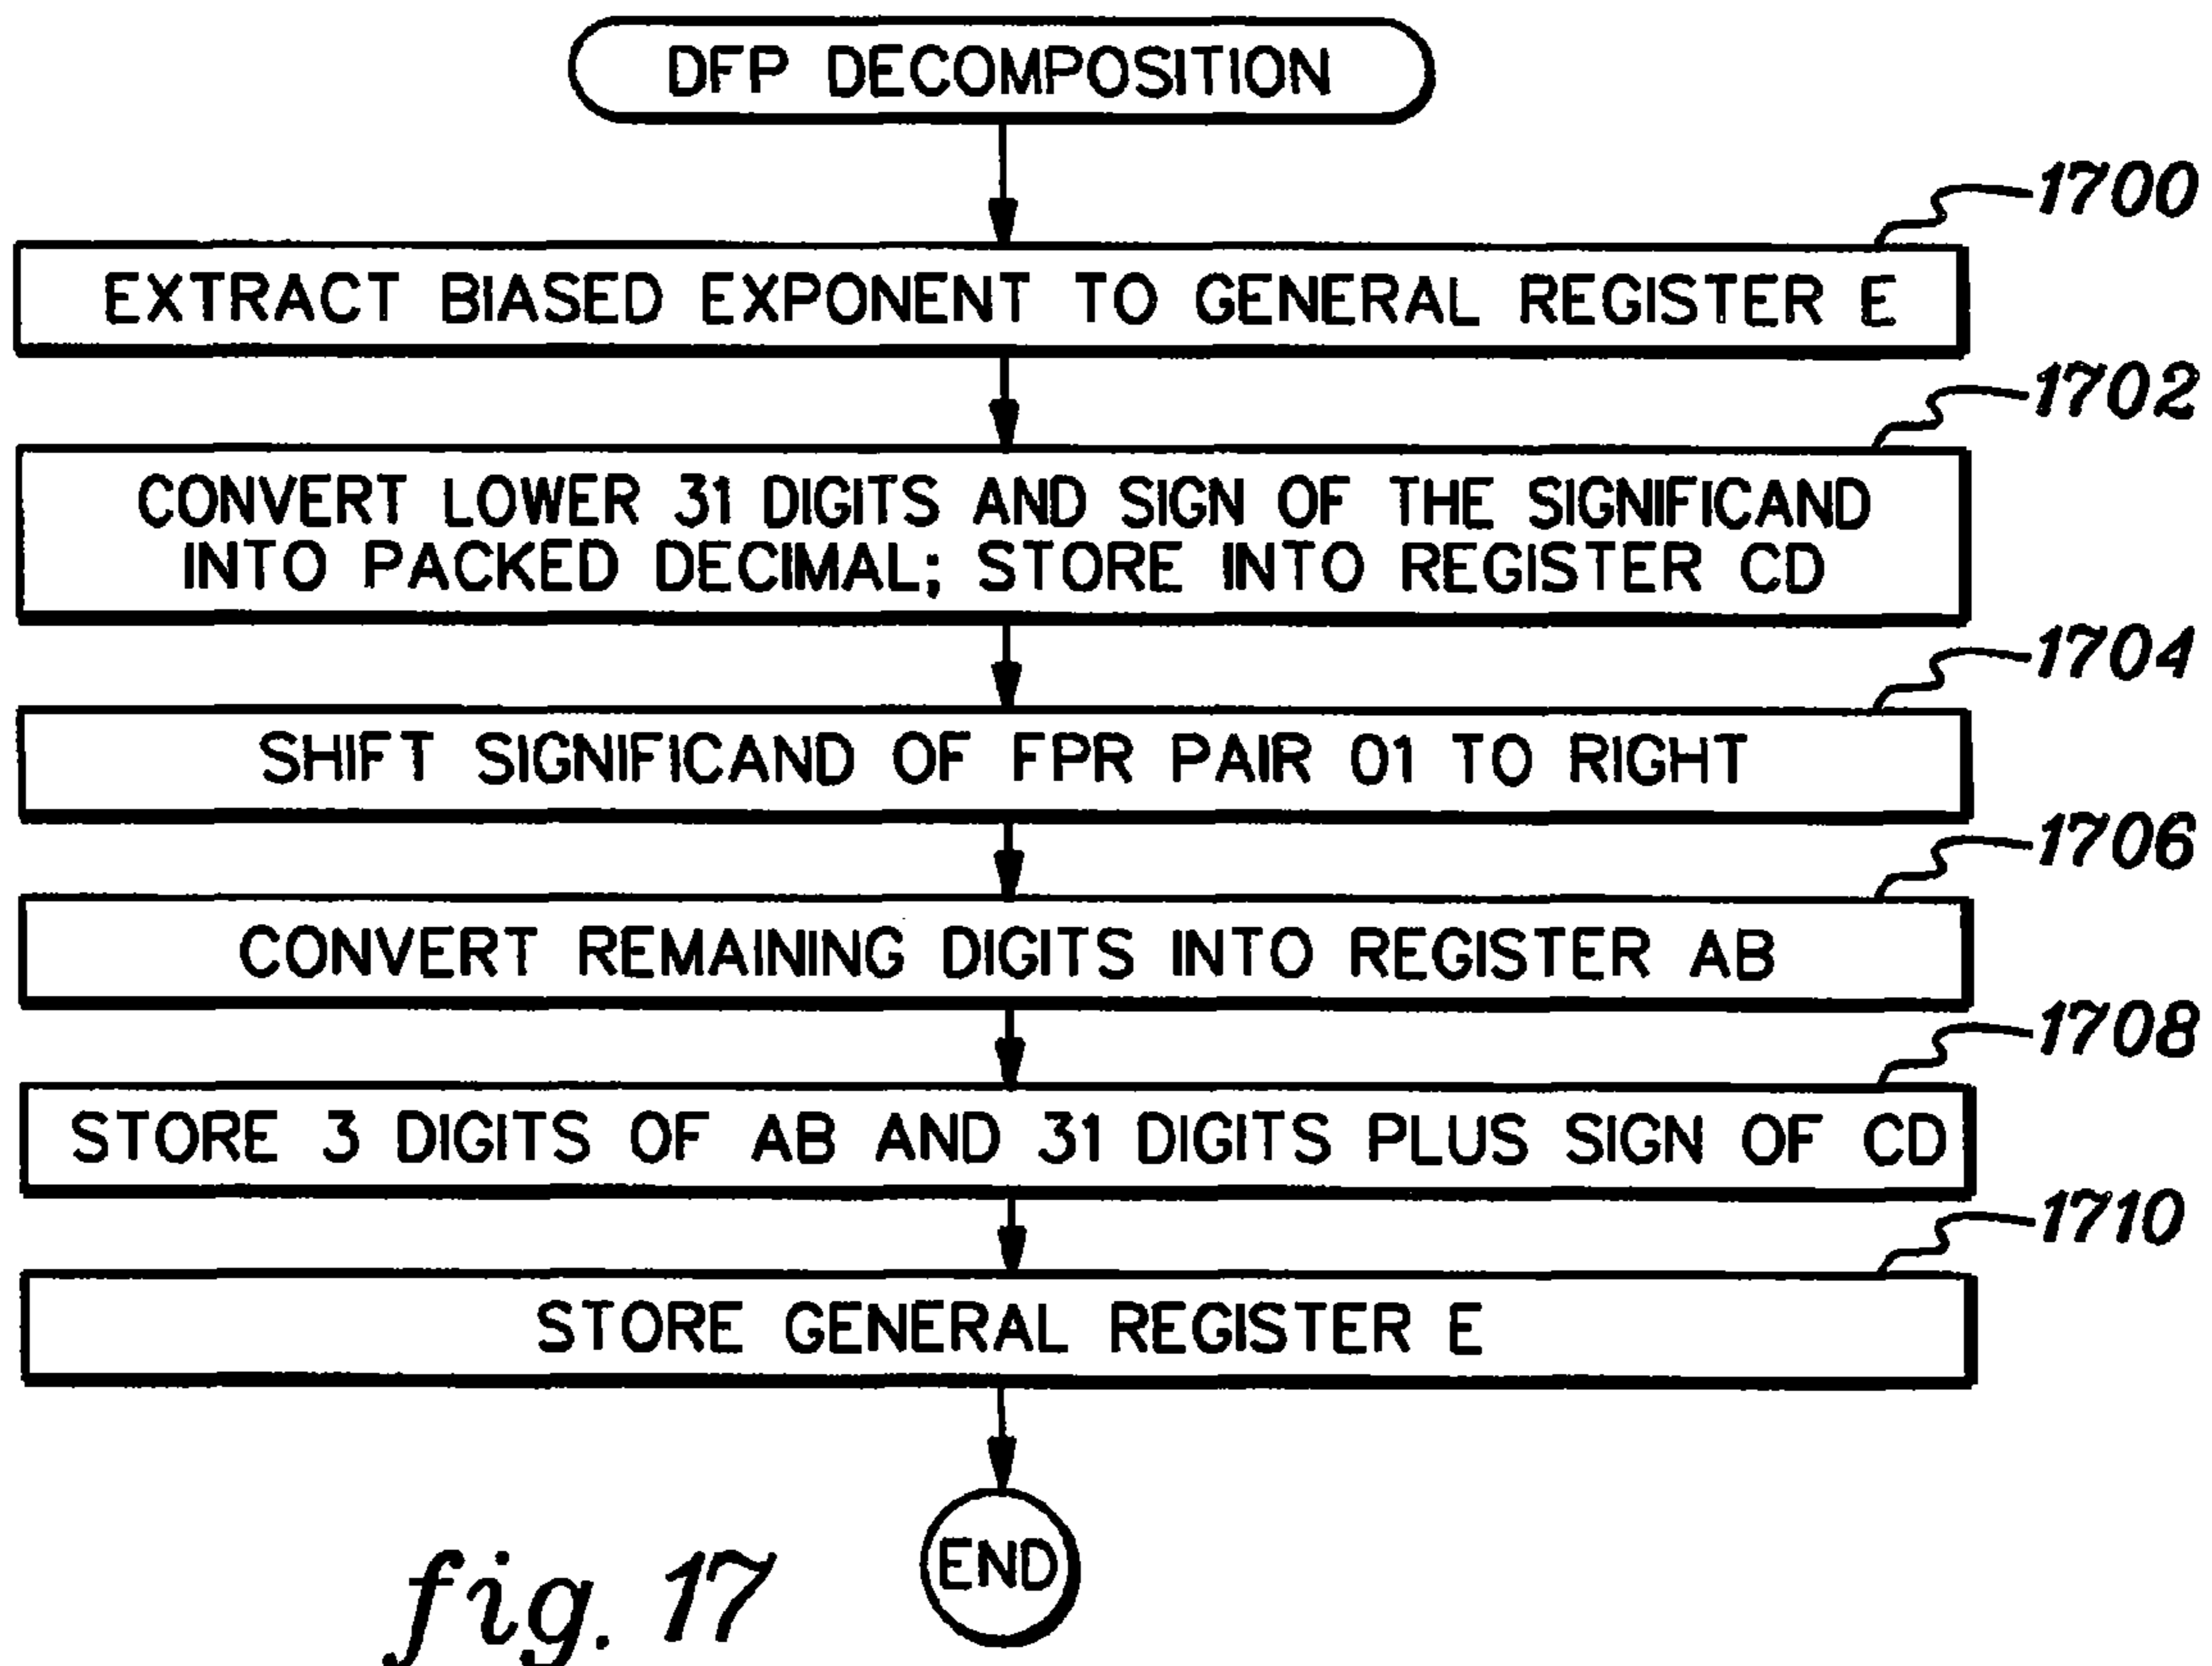 DFP DECOMPOSITION
1700
EXTRACT BIASED EXPONENT TO GENERAL REGISTER E
1702
CONVERT LOWER 31 DIGITS AND SIGN OF THE SIGNIFICAND
INTO PACKED DECIMAL; STORE INTO REGISTER CD
1704
SHIFT SIGNIFICAND OF FPR PAIR 01 TO RIGHT
1706
CONVERT REMAINING DIGITS INTO REGISTER AB
1708
STORE 3 DIGITS OF AB AND 31 DIGITS PLUS SIGN OF CD
1710
STORE GENERAL REGISTER E
END
fig. 17